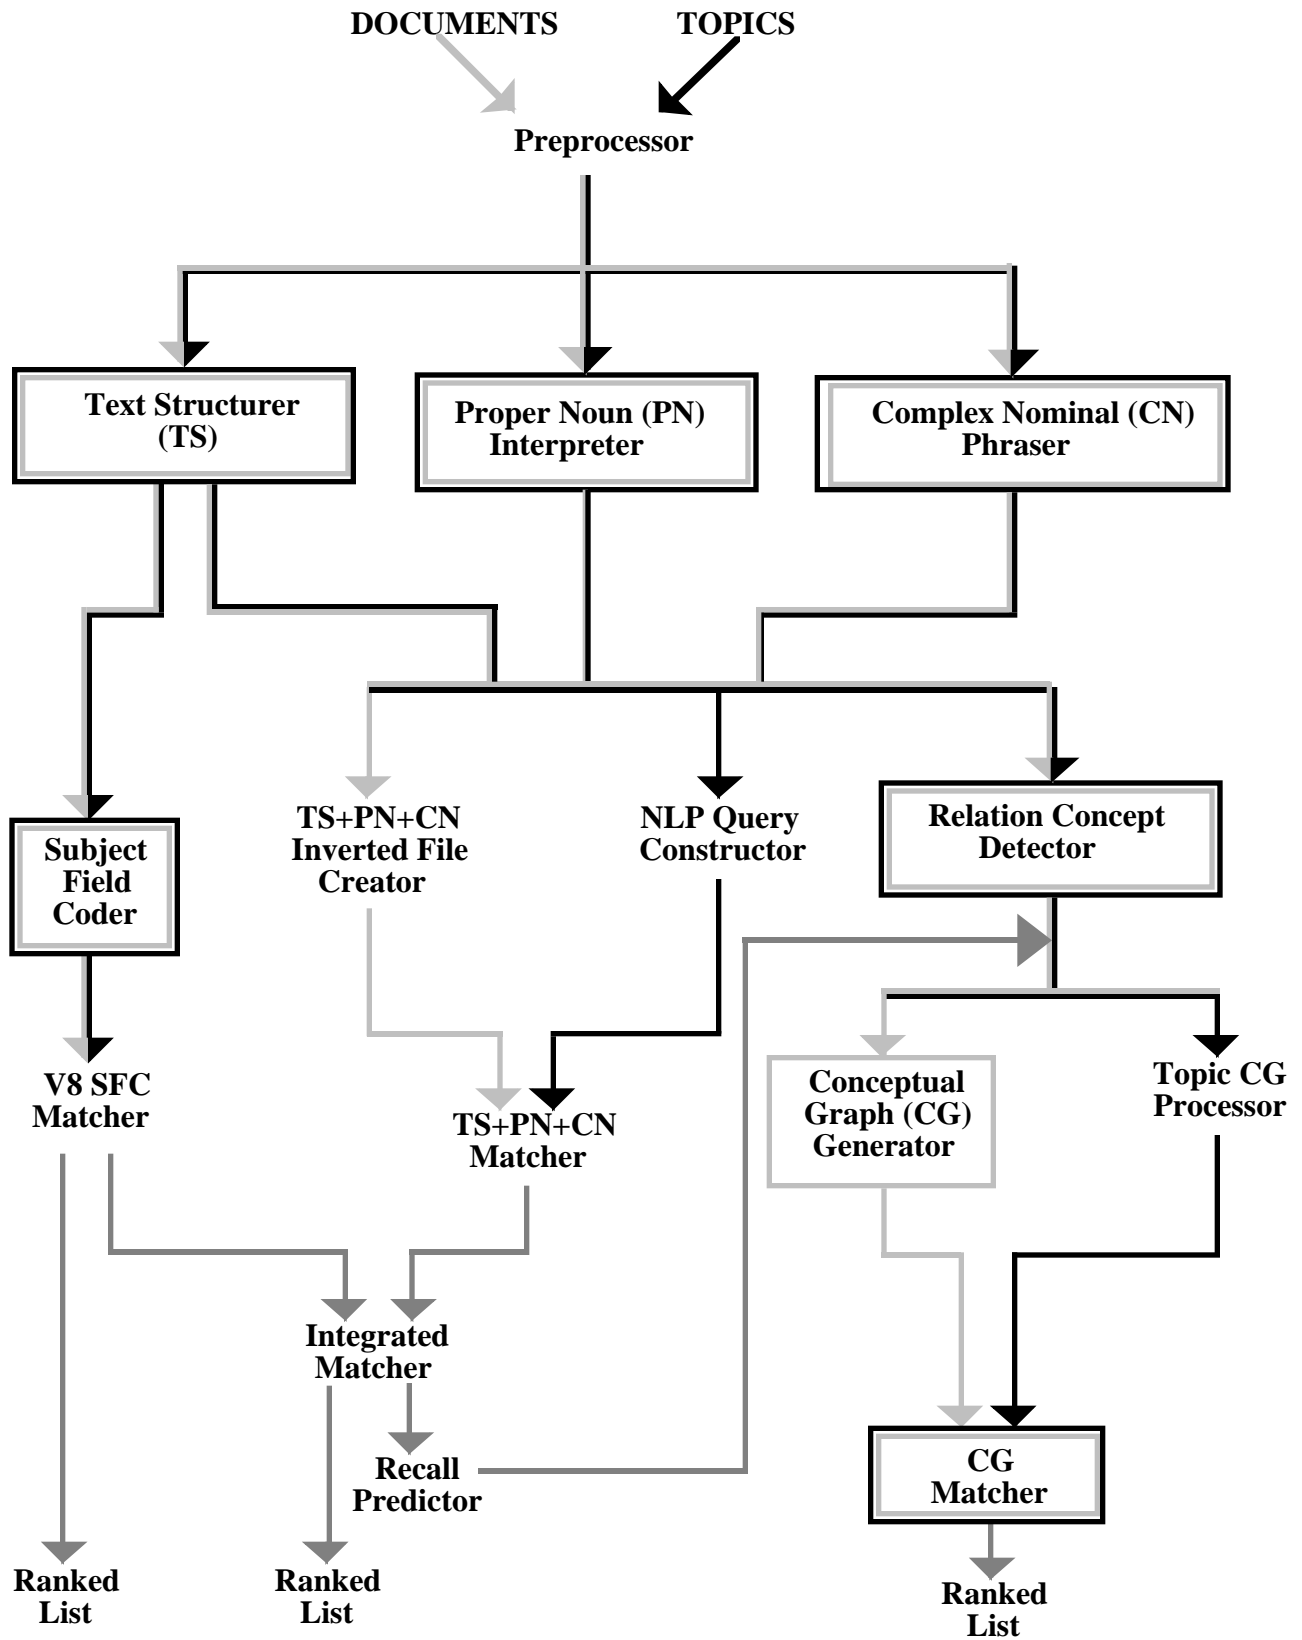 DOCUMENTS
TOPICS
Preprocessor
Text Structurer
(TS)
Proper Noun (PN)
Interpreter
Complex Nominal (CN)
Phraser
Subject
Field
Coder
TS+PN+CN
Inverted File
Creator
NLP Query
Constructor
Relation Concept
Detector
V8 SFC
Matcher
TS+PN+CN
Matcher
Conceptual
Graph (CG)
Generator
Topic CG
Processor
Integrated
Matcher
Recall
Predictor
CG
Matcher
Ranked
List
Ranked
List
Ranked
List